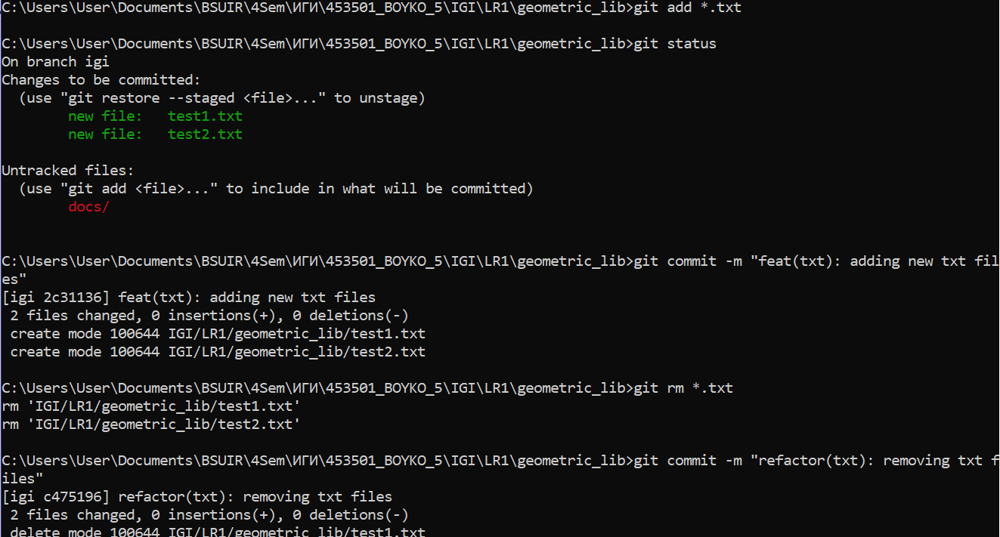 C:\Users\User\Documents\BSUIR\4Sem\ИГИ\453501_BOYKO_5\IGI\LR1\geometric_lib>git add *.txt
C:\Users\User\Documents\BSUIR\4Sem\ИГИ\453501_BOYKO_5\IGI\LR1\geometric_lib>git status
On branch igi
Changes to be committed:
  (use "git restore --staged <file>..." to unstage)
        new file:   test1.txt
        new file:   test2.txt
Untracked files:
  (use "git add <file>..." to include in what will be committed)
        docs/
C:\Users\User\Documents\BSUIR\4Sem\ИГИ\453501_BOYKO_5\IGI\LR1\geometric_lib>git commit -m "feat(txt): adding new txt fil
es"
[igi 2c31136] feat(txt): adding new txt files
 2 files changed, 0 insertions(+), 0 deletions(-)
 create mode 100644 IGI/LR1/geometric_lib/test1.txt
 create mode 100644 IGI/LR1/geometric_lib/test2.txt
C:\Users\User\Documents\BSUIR\4Sem\ИГИ\453501_BOYKO_5\IGI\LR1\geometric_lib>git rm *.txt
rm 'IGI/LR1/geometric_lib/test1.txt'
rm 'IGI/LR1/geometric_lib/test2.txt'
C:\Users\User\Documents\BSUIR\4Sem\ИГИ\453501_BOYKO_5\IGI\LR1\geometric_lib>git commit -m "refactor(txt): removing txt f
iles"
[igi c475196] refactor(txt): removing txt files
 2 files changed, 0 insertions(+), 0 deletions(-)
 delete mode 100644 IGI/LR1/geometric_lib/test1.txt